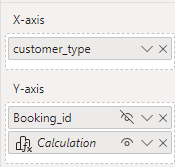 X-axis
customer_type
Y-axis
Booking_id
Calculation